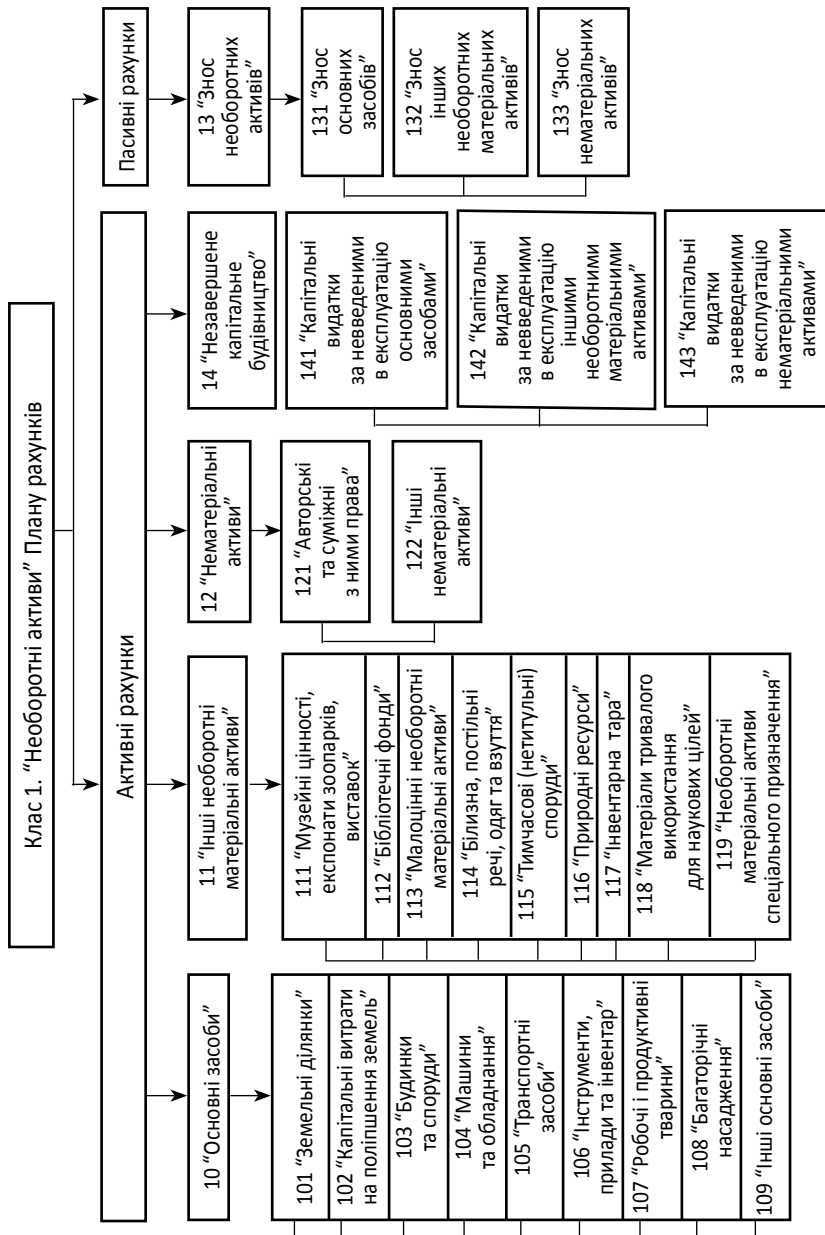 Клас 1. “Необоротні активи” Плану рахунків
Активні рахунки
Пасивні рахунки
10 “Основні засоби”
11 “Інші необоротні
матеріальні активи”
12 “Нематеріальні
активи”
14 “Незавершене
капітальне
будівництво”
13 “Знос
необоротних
активів”
101 “Земельні ділянки”
102 “Капітальні витрати
на поліпшення земель”
103 “Будинки
та споруди”
104 “Машини
та обладнання”
105 “Транспортні
засоби”
106 “Інструменти,
прилади та інвентар”
107 “Робочі і продуктивні
тварини”
108 “Багаторічні
насадження”
109 “Інші основні засоби”
111 “Музейні цінності,
експонати зоопарків,
виставок”
112 “Бібліотечні фонди”
113 “Малоцінні необоротні
матеріальні активи”
114 “Білизна, постільні
речі, одяг та взуття”
115 “Тимчасові (нетитульні)
споруди”
116 “Природні ресурси”
117 “Інвентарна тара”
118 “Матеріали тривалого
використання
для наукових цілей”
119 “Необоротні
матеріальні активи
спеціального призначення”
121 “Авторські
та суміжні
з ними права”
122 “Інші
нематеріальні
активи”
141 “Капітальні
видатки
за невведеними
в експлуатацію
основними
засобами”
142 “Капітальні
видатки
за невведеними
в експлуатацію
іншими
необоротними
матеріальними
активами”
143 “Капітальні
видатки
за невведеними
в експлуатацію
нематеріальними
активами”
131 “Знос
основних
засобів”
132 “Знос
інших
необоротних
матеріальних
активів”
133 “Знос
нематеріальних
активів”